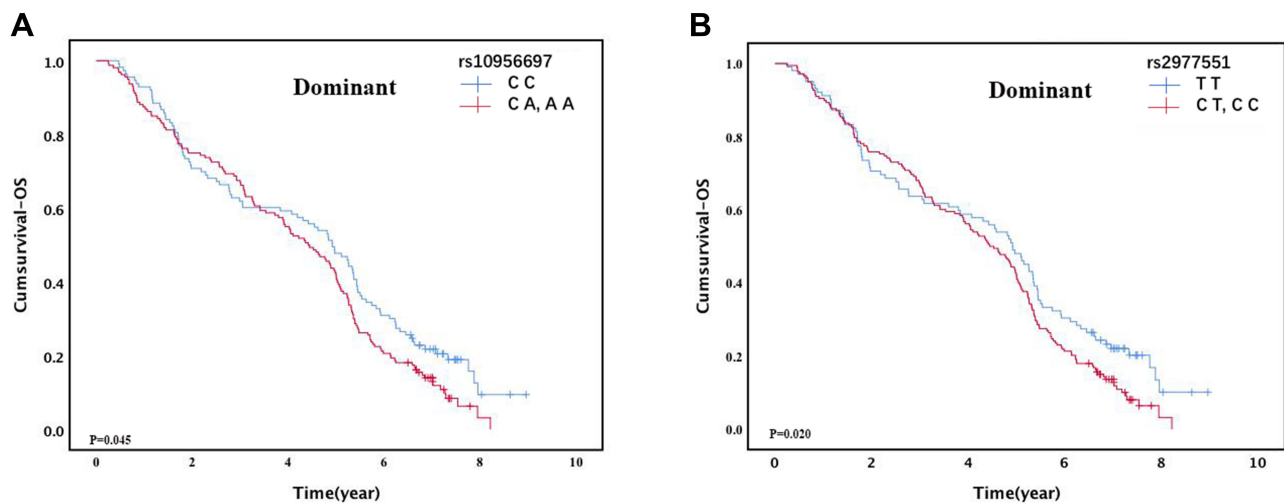 A
rs10956697
C C
C A, A A
Dominant
Cumsurvival-OS
1.0
0.8
0.6
0.4
0.2
0.0
P=0.045
0 2 4 6 8 10
Time(year)
B
rs2977551
T T
C T, C C
Dominant
Cumsurvival-OS
1.0
0.8
0.6
0.4
0.2
0.0
P=0.020
0 2 4 6 8 10
Time(year)